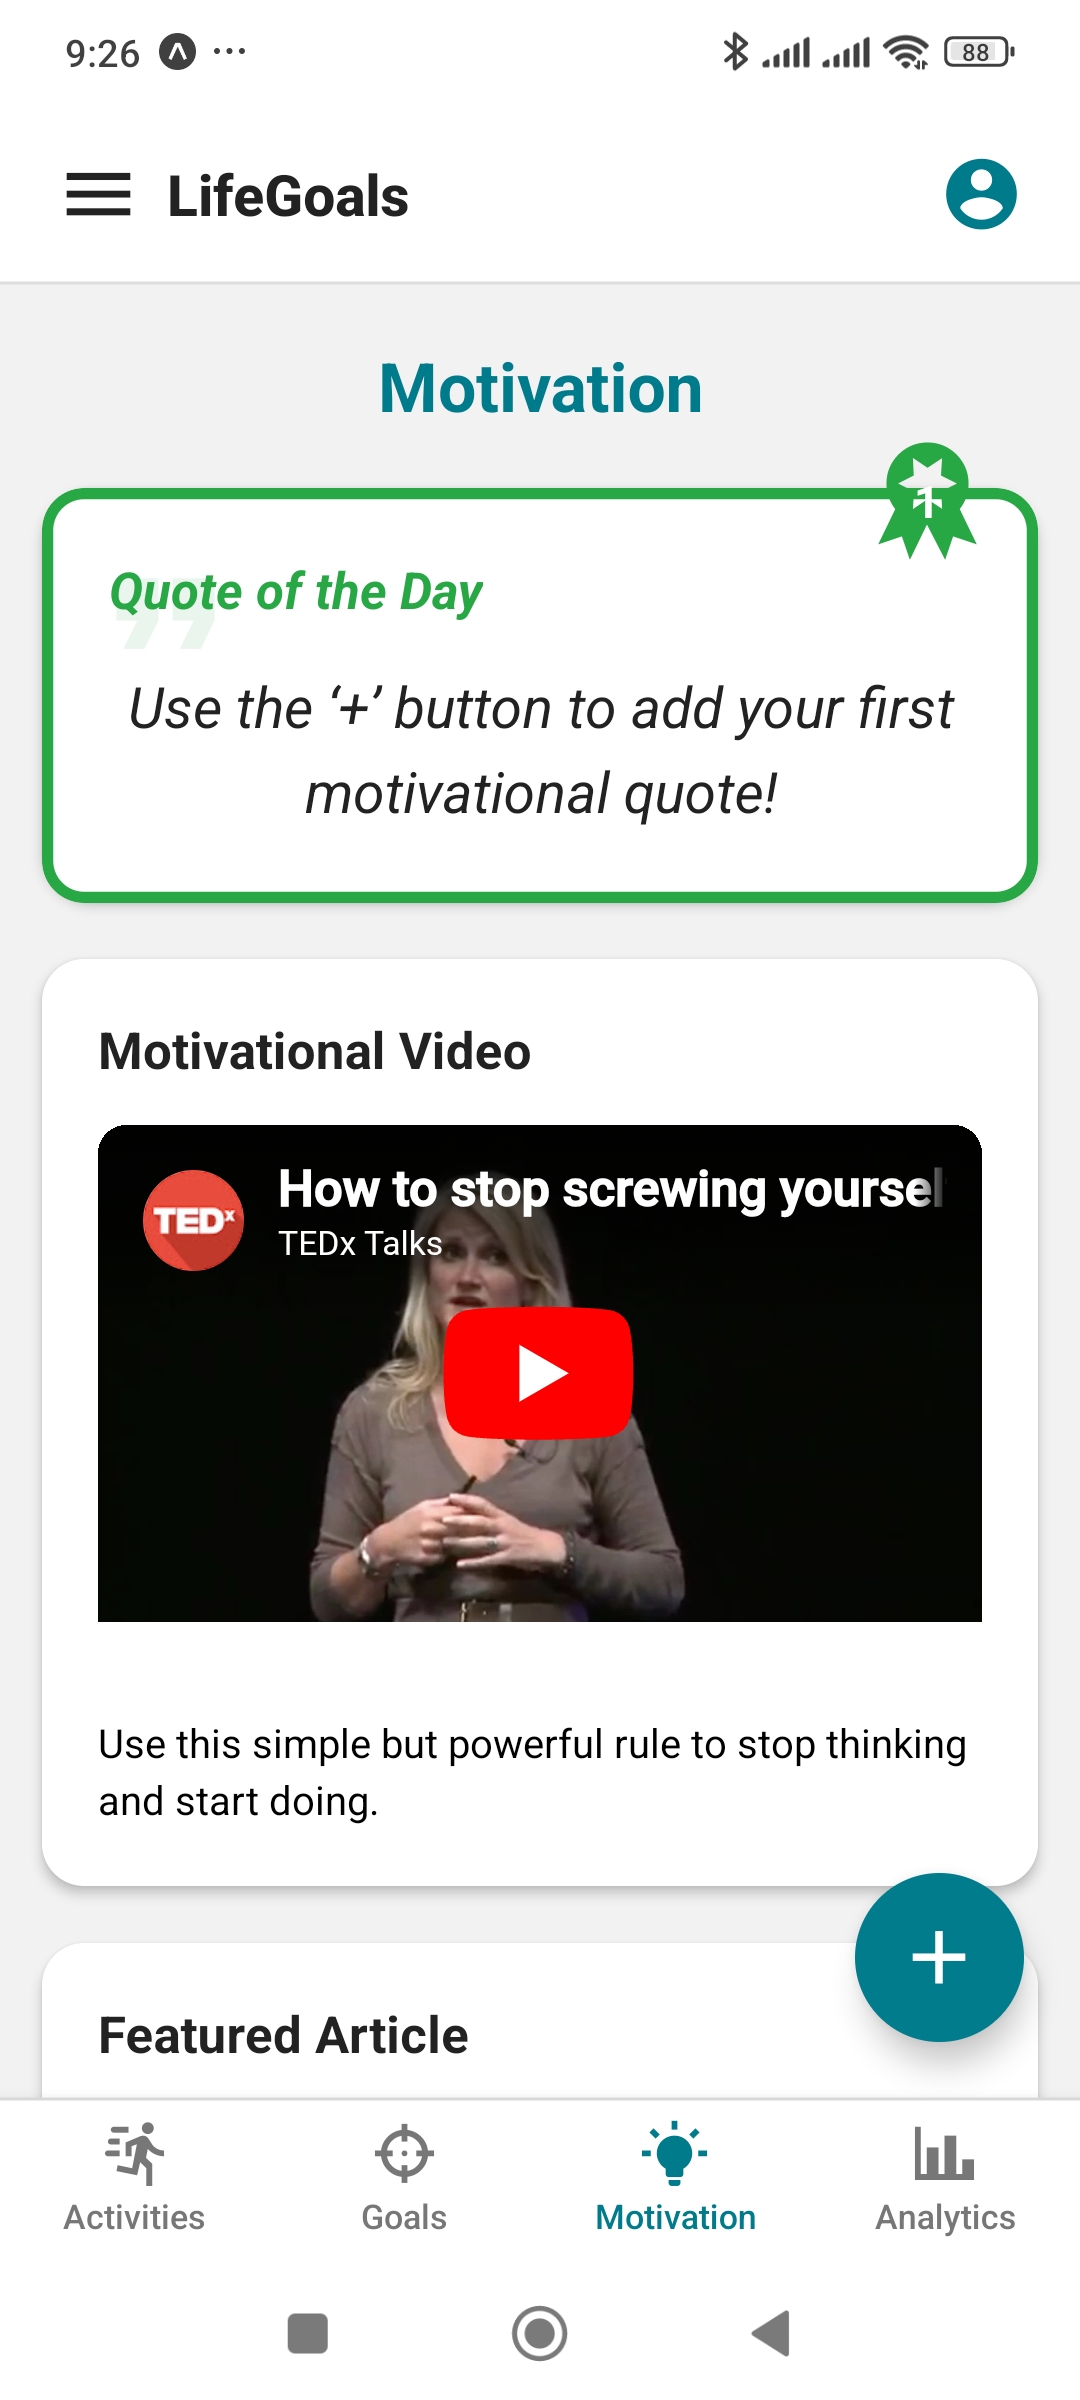 9:26
88
LifeGoals
Motivation
1
Quote of the Day
Use the ‘+’ button to add your first
motivational quote!
Motivational Video
TEDx
How to stop screwing yoursel
TEDx Talks
Use this simple but powerful rule to stop thinking
and start doing.
Featured Article
Activities
Goals
Motivation
Analytics